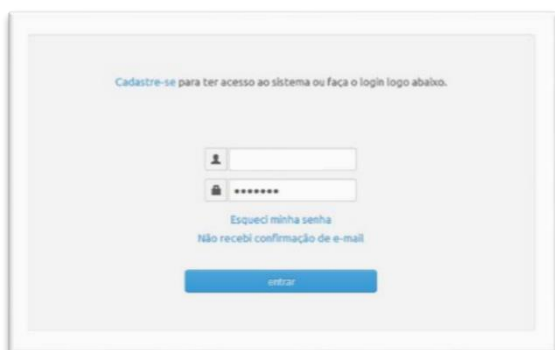 Cadastre-se para ter acesso ao sistema ou faça o login logo abaixo.
•••••••
Esqueci minha senha
Não recebi confirmação de e-mail
entrar